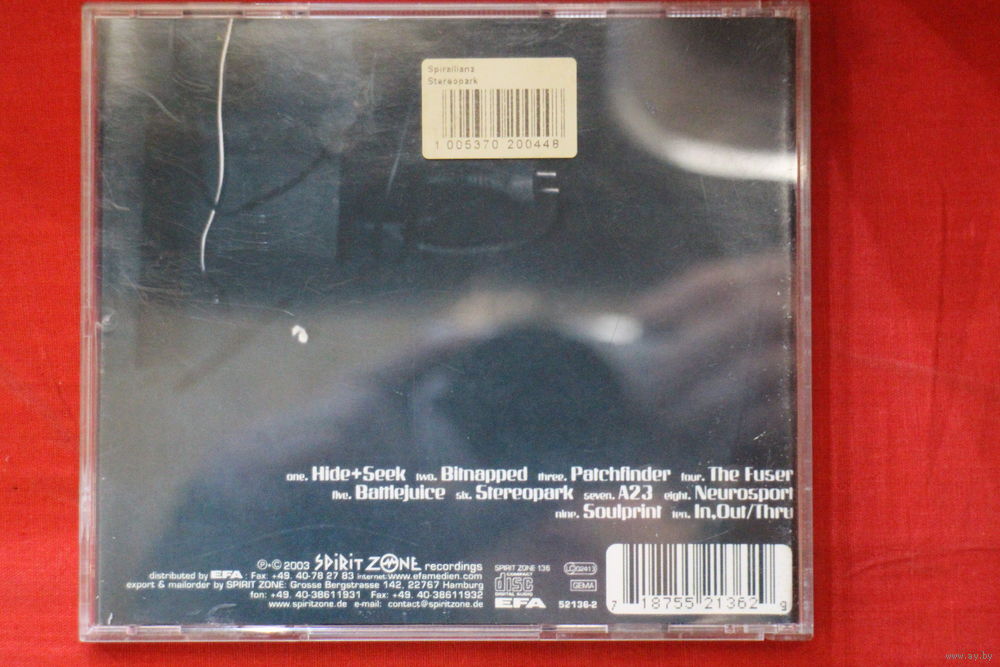 Spirallianz
Stereopark
1 005370 200448
one. Hide+Seek two. Bitnapped three. Patchfinder four. The Fuser
five. Battlejuice six. Stereopark seven. A23 eight. Neurosport
nine. Soulprint ten. In,Out/Thru
℗+© 2003 SPiRiT ZONE recordings
distributed by EFA : Fax: +49. 40-78 27 83 internet:www.efamedien.com
export & mailorder by SPIRIT ZONE: Grosse Bergstrasse 142, 22767 Hamburg
fon: +49. 40-38611931 Fax: +49. 40-38611932
www.spiritzone.de e-mail: contact@spiritzone.de
SPIRIT ZONE 136
COMPACT
disc
DIGITAL AUDIO
EFA
LC 02413
GEMA
52136-2
7 18755 21362 9
www.ay.by